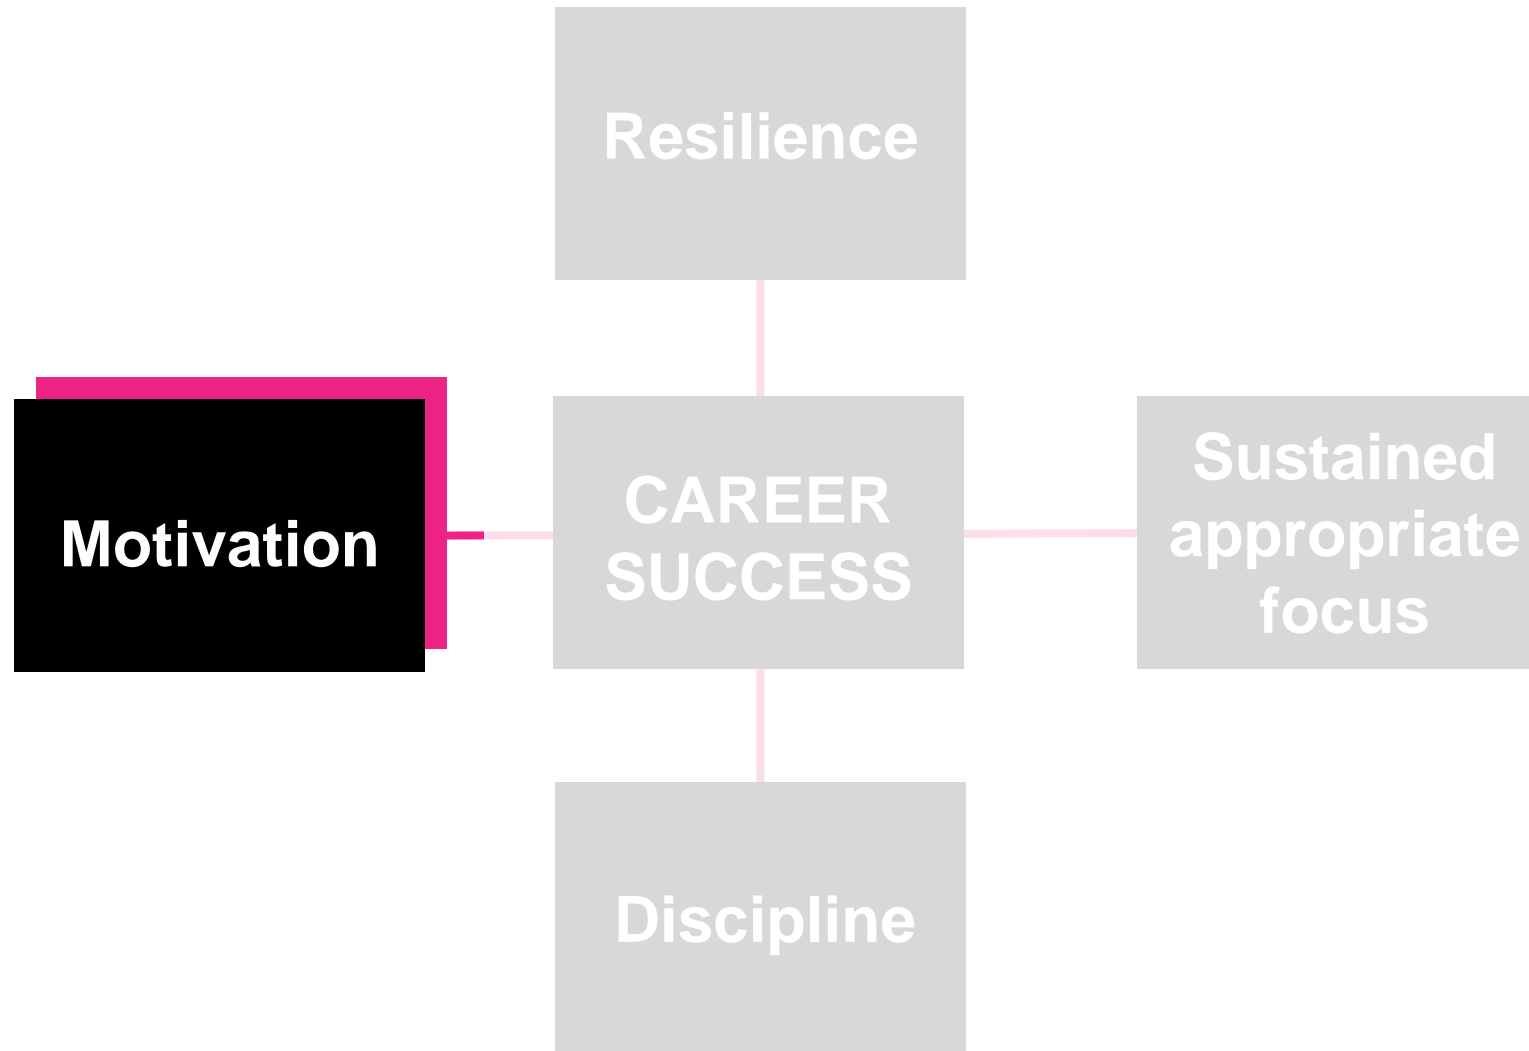 Resilience
Motivation
CAREER
SUCCESS
Sustained
appropriate
focus
Discipline